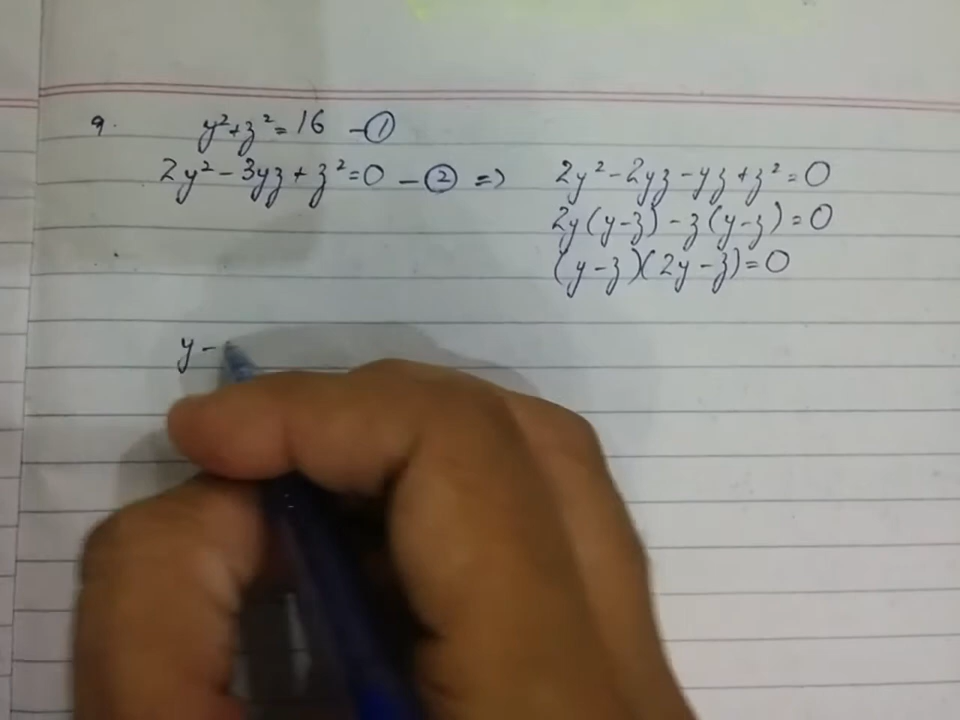 9. y² + z² = 16 - ①
2y² - 3yz + z² = 0 - ② => 2y² - 2yz - yz + z² = 0
2y(y-z) - z(y-z) = 0
(y-z)(2y-z) = 0
y -